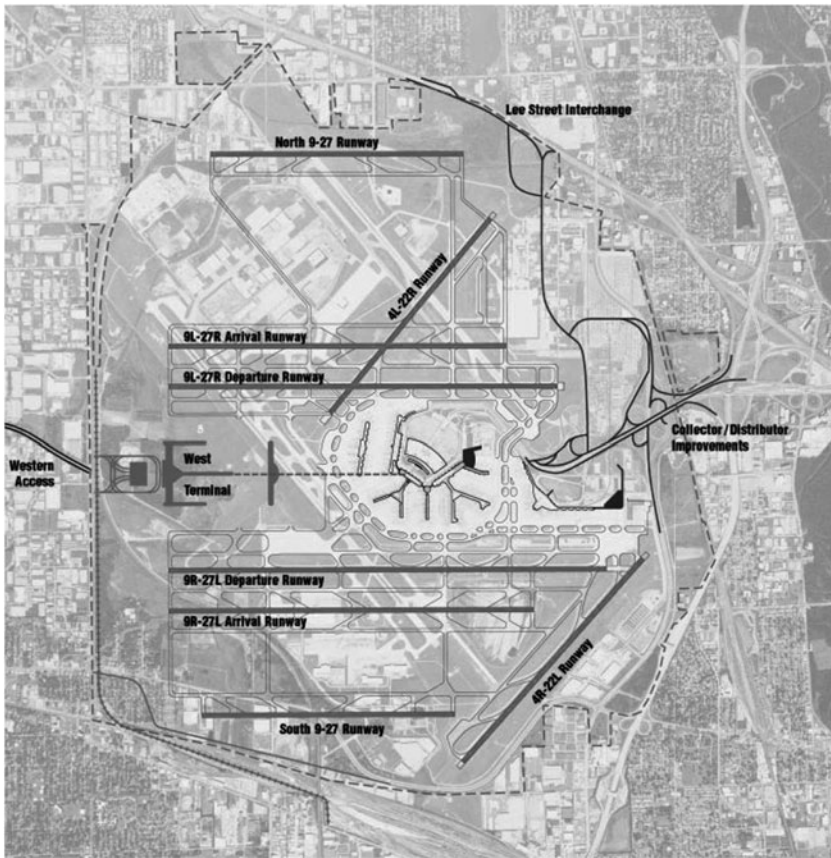 Lee Street Interchange
North 9-27 Runway
4L-22R Runway
9L-27R Arrival Runway
9L-27R Departure Runway
Collector/Distributor
Improvements
Western
Access
West
Terminal
9R-27L Departure Runway
9R-27L Arrival Runway
4R-22L Runway
South 9-27 Runway